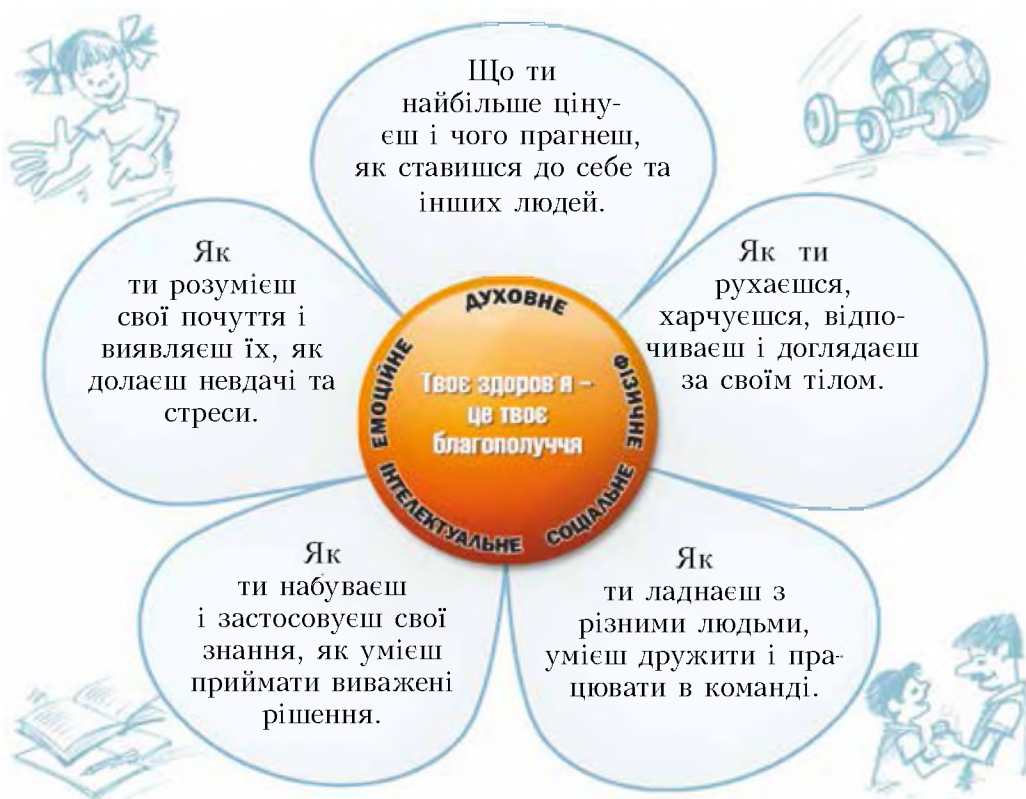 Що ти
найбільше ціну-
єш і чого прагнеш,
як ставишся до себе та
інших людей.
Як
ти розумієш
свої почуття і
виявляєш їх, як
долаєш невдачі та
стреси.
Як ти
рухаєшся,
харчуєшся, відпо-
чиваєш і доглядаєш
за своїм тілом.
ДУХОВНЕ
ЕМОЦІЙНЕ
ФІЗИЧНЕ
Твоє здоров'я –
це твоє
благополуччя
ІНТЕЛЕКТУАЛЬНЕ
СОЦІАЛЬНЕ
Як
ти набуваєш
і застосовуєш свої
знання, як умієш
приймати виважені
рішення.
Як
ти ладнаєш з
різними людьми,
умієш дружити і пра-
цювати в команді.